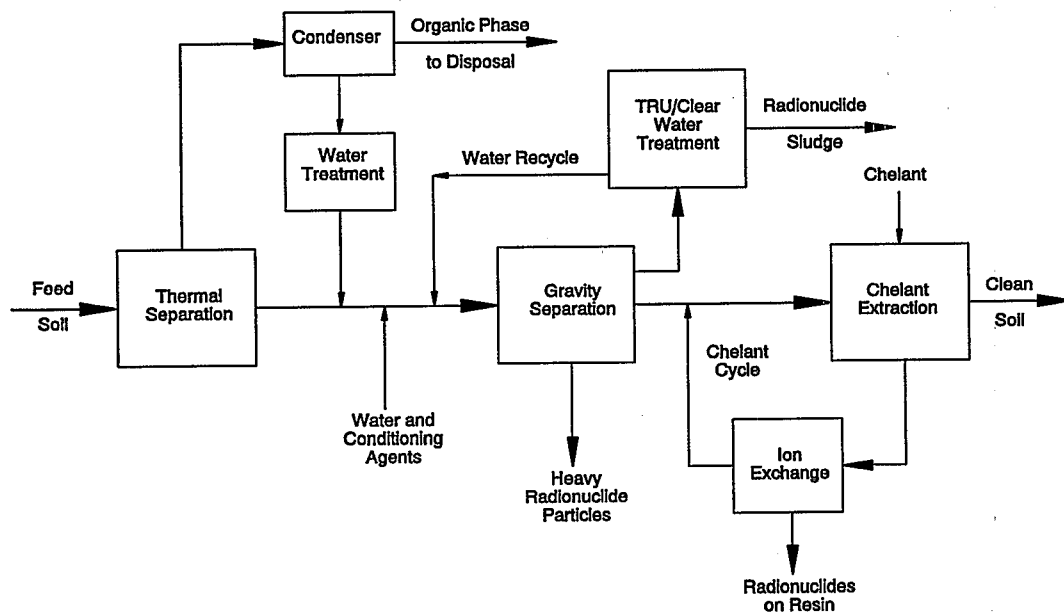 Condenser
Organic Phase
to Disposal
Water
Treatment
TRU/Clear
Water
Treatment
Radionuclide
Sludge
Water Recycle
Chelant
Feed
Soil
Thermal
Separation
Gravity
Separation
Chelant
Extraction
Clean
Soil
Chelant
Cycle
Water and
Conditioning
Agents
Heavy
Radionuclide
Particles
Ion
Exchange
Radionuclides
on Resin